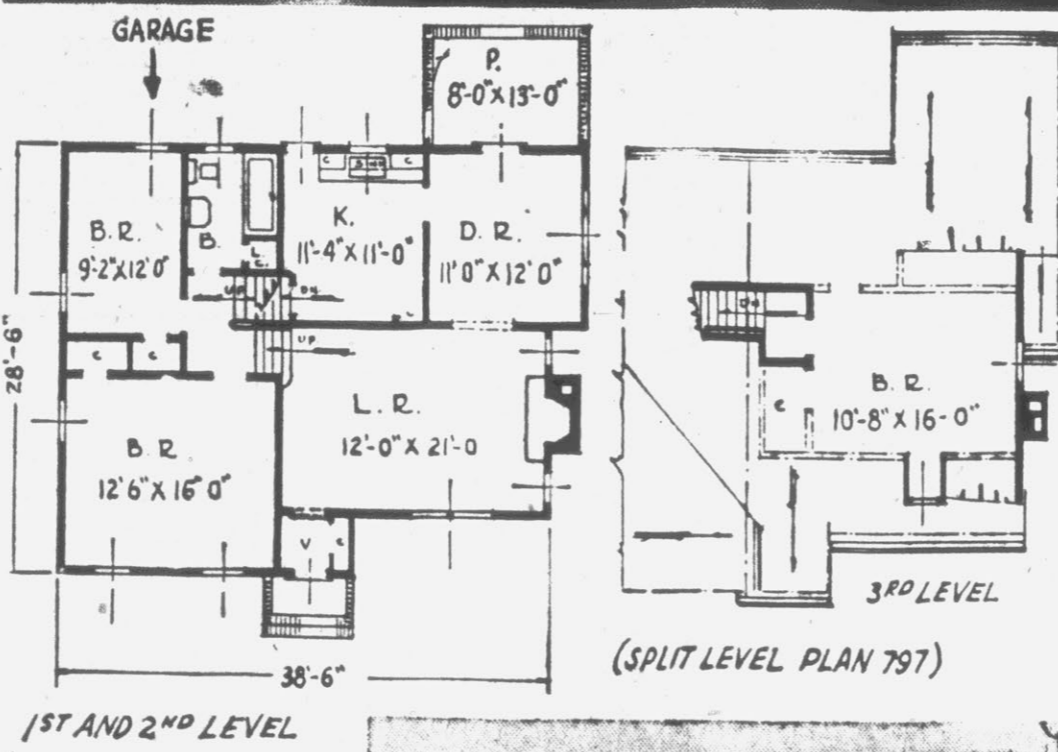 GARAGE
P.
8'-0" X 13'-0"
C
S
C
B.R.
9'-2" X 12'0"
B.
L.
C.
K.
11'-4" X 11'-0"
D. R.
11'0" X 12'0"
UP
DN
UP
C
C
28'-6"
L. R.
12'-0" X 21'-0
B. R
12'6" X 16'0"
V
C
38'-6"
1ST AND 2ND LEVEL
DN
B. R.
10'-8" X 16-0"
C
3RD LEVEL
(SPLIT LEVEL PLAN 797)